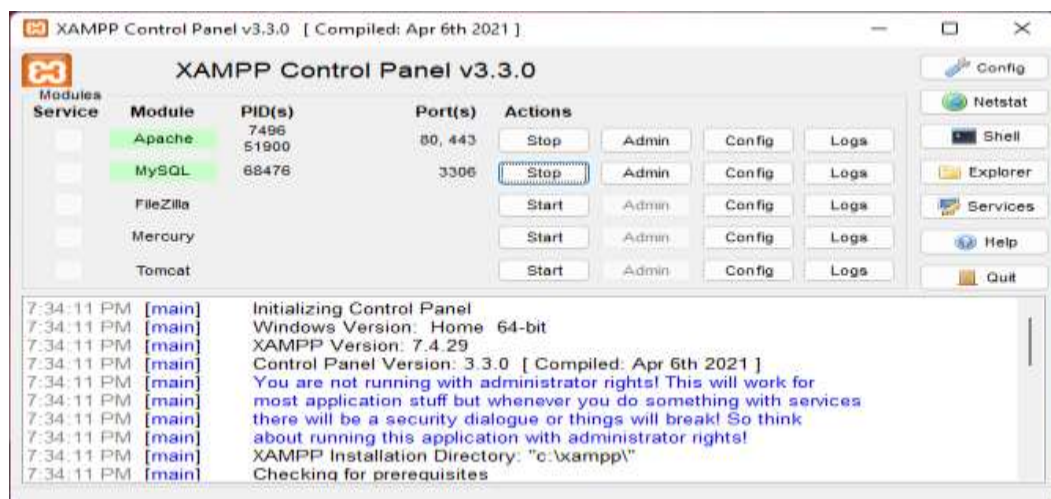 XAMPP Control Panel v3.3.0 [ Compiled: Apr 6th 2021 ]
XAMPP Control Panel v3.3.0
Config
Modules
Service Module PID(s) Port(s) Actions
Netstat
Apache 7496 51900 80, 443 Stop Admin Config Logs
Shell
MySQL 68476 3306 Stop Admin Config Logs
Explorer
FileZilla Start Admin Config Logs
Services
Mercury Start Admin Config Logs
Help
Tomcat Start Admin Config Logs
Quit
7:34:11 PM [main] Initializing Control Panel
7:34:11 PM [main] Windows Version: Home 64-bit
7:34:11 PM [main] XAMPP Version: 7.4.29
7:34:11 PM [main] Control Panel Version: 3.3.0 [ Compiled: Apr 6th 2021 ]
7:34:11 PM [main] You are not running with administrator rights! This will work for
7:34:11 PM [main] most application stuff but whenever you do something with services
7:34:11 PM [main] there will be a security dialogue or things will break! So think
7:34:11 PM [main] about running this application with administrator rights!
7:34:11 PM [main] XAMPP Installation Directory: "c:\xampp\"
7:34:11 PM [main] Checking for prerequisites